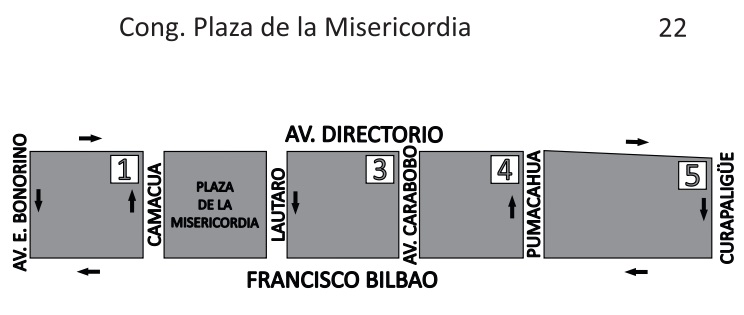 Cong. Plaza de la Misericordia 22
AV. DIRECTORIO
AV. E. BONORINO
1
CAMACUA
PLAZA
DE LA
MISERICORDIA
LAUTARO
3
AV. CARABOBO
4
PUMACAHUA
5
CURAPALIGÜE
FRANCISCO BILBAO